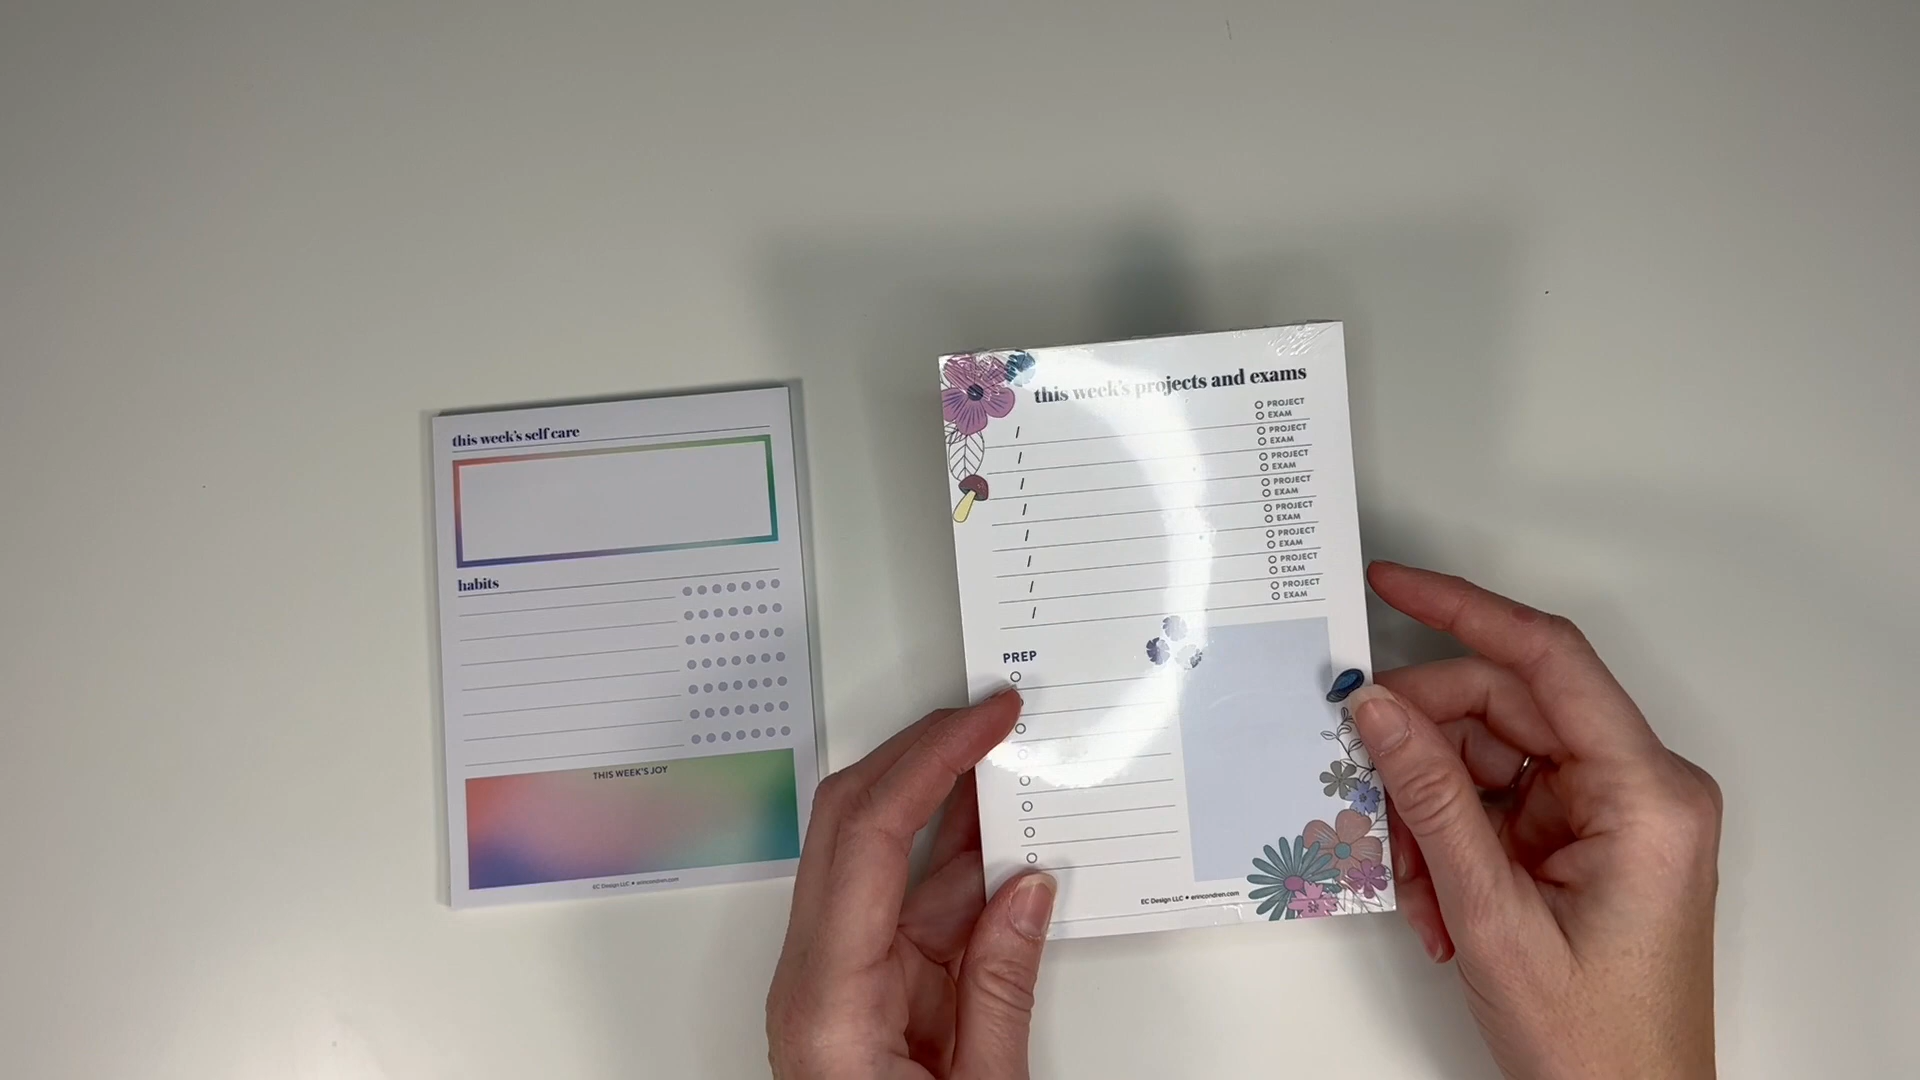 this week's self care
habits
THIS WEEK'S JOY
EC Design LLC • erincondren.com
this week's projects and exams
/ PROJECT
EXAM
/ PROJECT
EXAM
/ PROJECT
EXAM
/ PROJECT
EXAM
/ PROJECT
EXAM
/ PROJECT
EXAM
/ PROJECT
EXAM
/ PROJECT
EXAM
PREP
EC Design LLC • erincondren.com